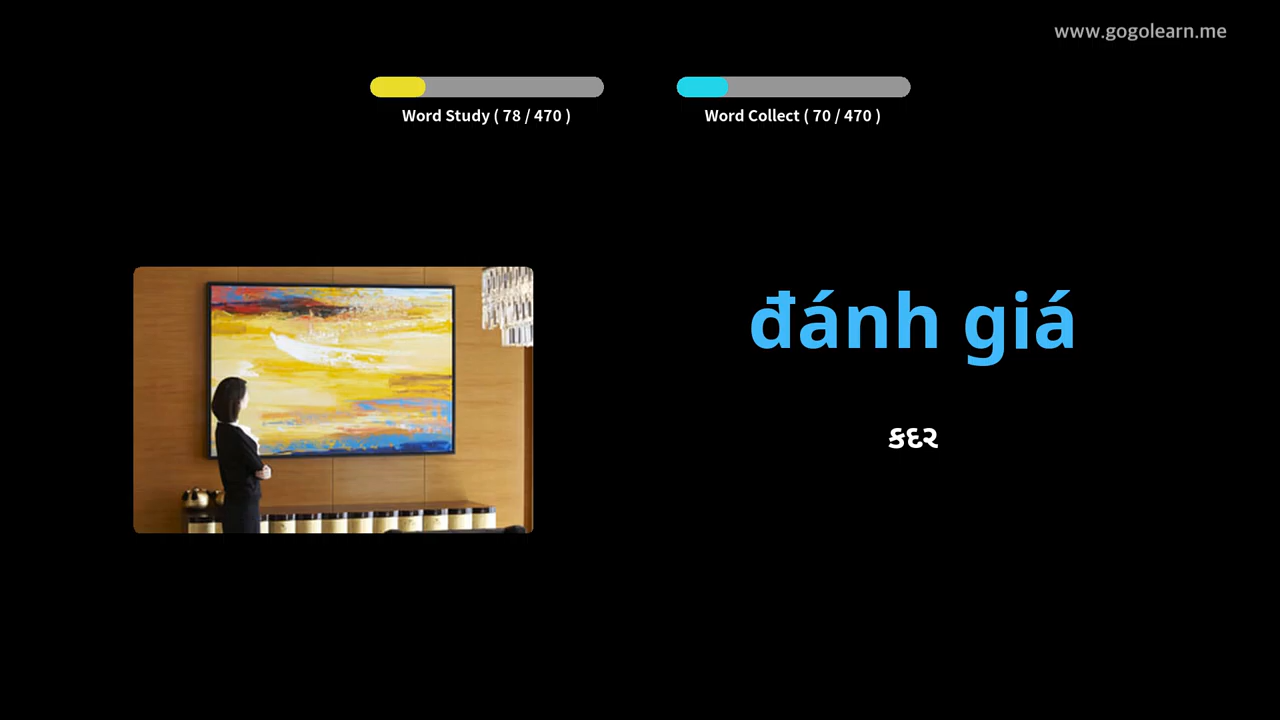 www.gogolearn.me
Word Study ( 78 / 470 )
Word Collect ( 70 / 470 )
đánh giá
કદર